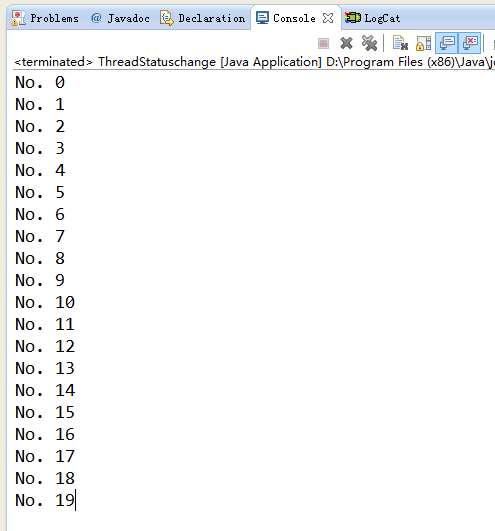 Problems @ Javadoc Declaration Console LogCat
<terminated> ThreadStatuschange [Java Application] D:\Program Files (x86)\Java\j
No. 0
No. 1
No. 2
No. 3
No. 4
No. 5
No. 6
No. 7
No. 8
No. 9
No. 10
No. 11
No. 12
No. 13
No. 14
No. 15
No. 16
No. 17
No. 18
No. 19